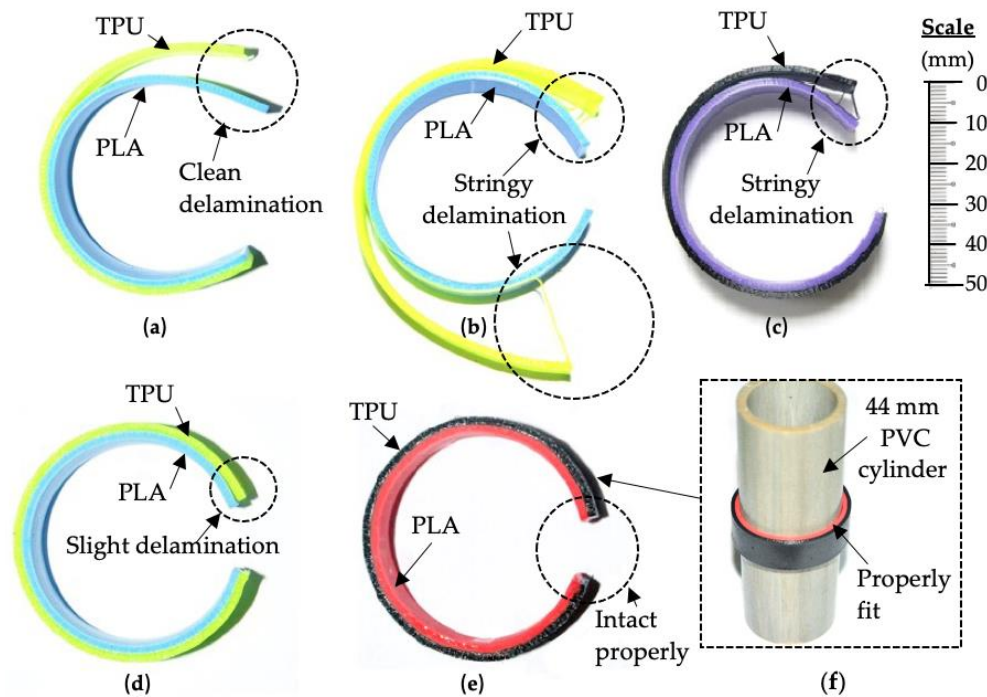 TPU
PLA
Clean
delamination
(a)
TPU
PLA
Stringy
delamination
(b)
TPU
PLA
Stringy
delamination
(c)
Scale
(mm)
0
10
20
30
40
50
TPU
PLA
Slight delamination
(d)
TPU
PLA
Intact
properly
(e)
44 mm
PVC
cylinder
Properly
fit
(f)